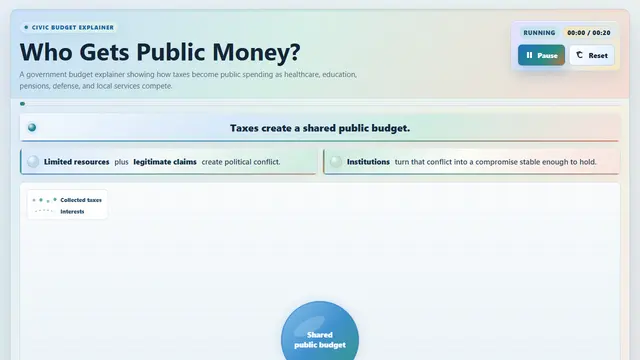 CIVIC BUDGET EXPLAINER
Who Gets Public Money?
A government budget explainer showing how taxes become public spending as healthcare, education,
pensions, defense, and local services compete.
RUNNING
00:00 / 00:20
Pause
Reset
Taxes create a shared public budget.
Limited resources plus legitimate claims create political conflict.
Institutions turn that conflict into a compromise stable enough to hold.
Collected taxes
Interests
Shared
public budget